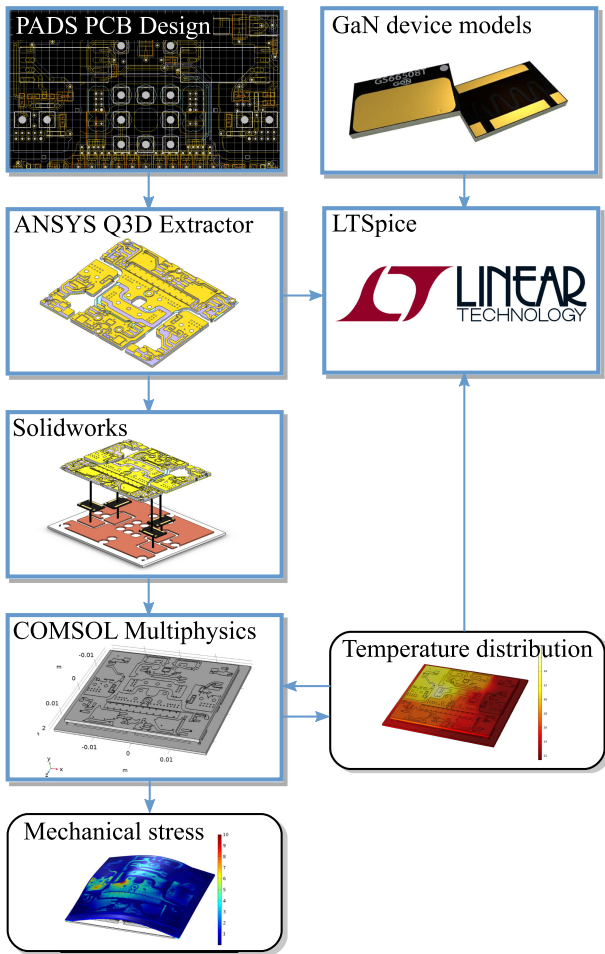 PADS PCB Design
GaN device models
GS66508T
GaN
ANSYS Q3D Extractor
LTSpice
LINEAR
TECHNOLOGY
Solidworks
COMSOL Multiphysics
-0.01
m
0
0.01
2
-0.01
0
0.01
m
y
z
x
Temperature distribution
Mechanical stress
10
9
8
7
6
5
4
3
2
1